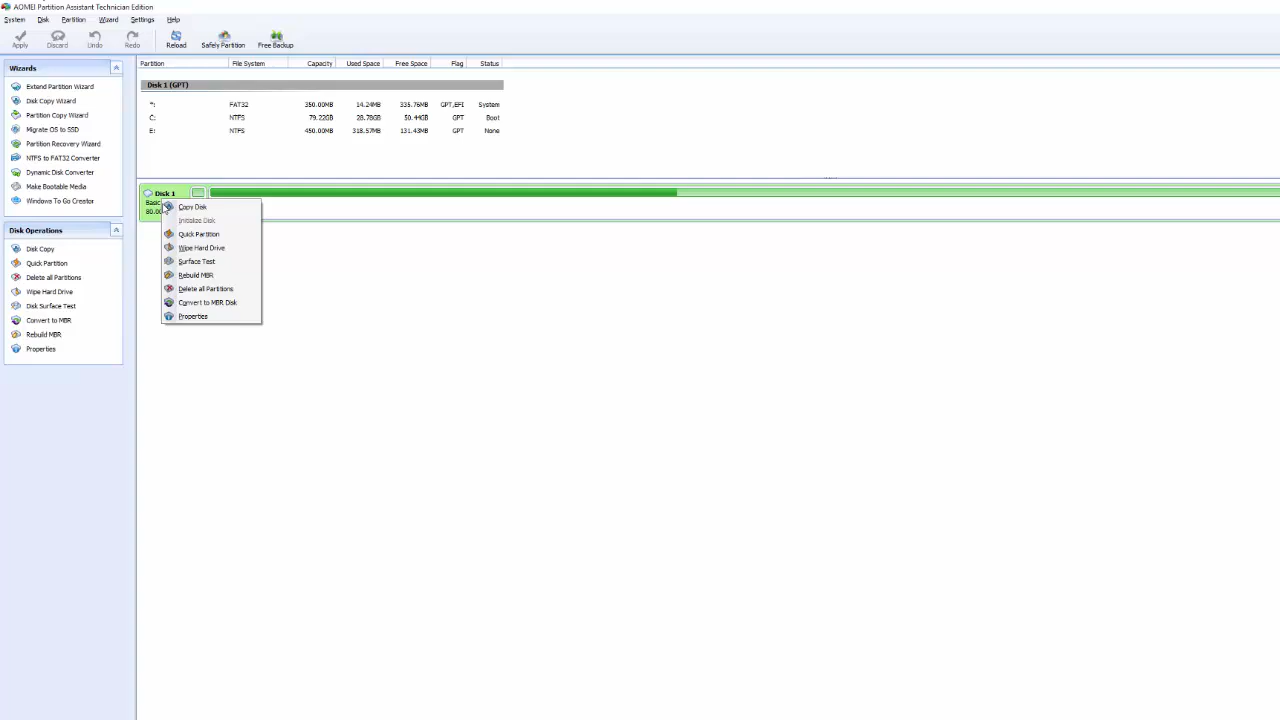 AOMEI Partition Assistant Technician Edition
System Disk Partition Wizard Settings Help
Apply Discard Undo Redo Reload Safely Partition Free Backup
Wizards
Extend Partition Wizard
Disk Copy Wizard
Partition Copy Wizard
Migrate OS to SSD
Partition Recovery Wizard
NTFS to FAT32 Converter
Dynamic Disk Converter
Make Bootable Media
Windows To Go Creator
Disk Operations
Disk Copy
Quick Partition
Delete all Partitions
Wipe Hard Drive
Disk Surface Test
Convert to MBR
Rebuild MBR
Properties
Partition File System Capacity Used Space Free Space Flag Status
Disk 1 (GPT)
*: FAT32 350.00MB 14.24MB 335.76MB GPT,EFI System
C: NTFS 79.22GB 28.78GB 50.44GB GPT Boot
E: NTFS 450.00MB 318.57MB 131.43MB GPT None
Disk 1
Basic
80.00
Copy Disk
Initialize Disk
Quick Partition
Wipe Hard Drive
Surface Test
Rebuild MBR
Delete all Partitions
Convert to MBR Disk
Properties